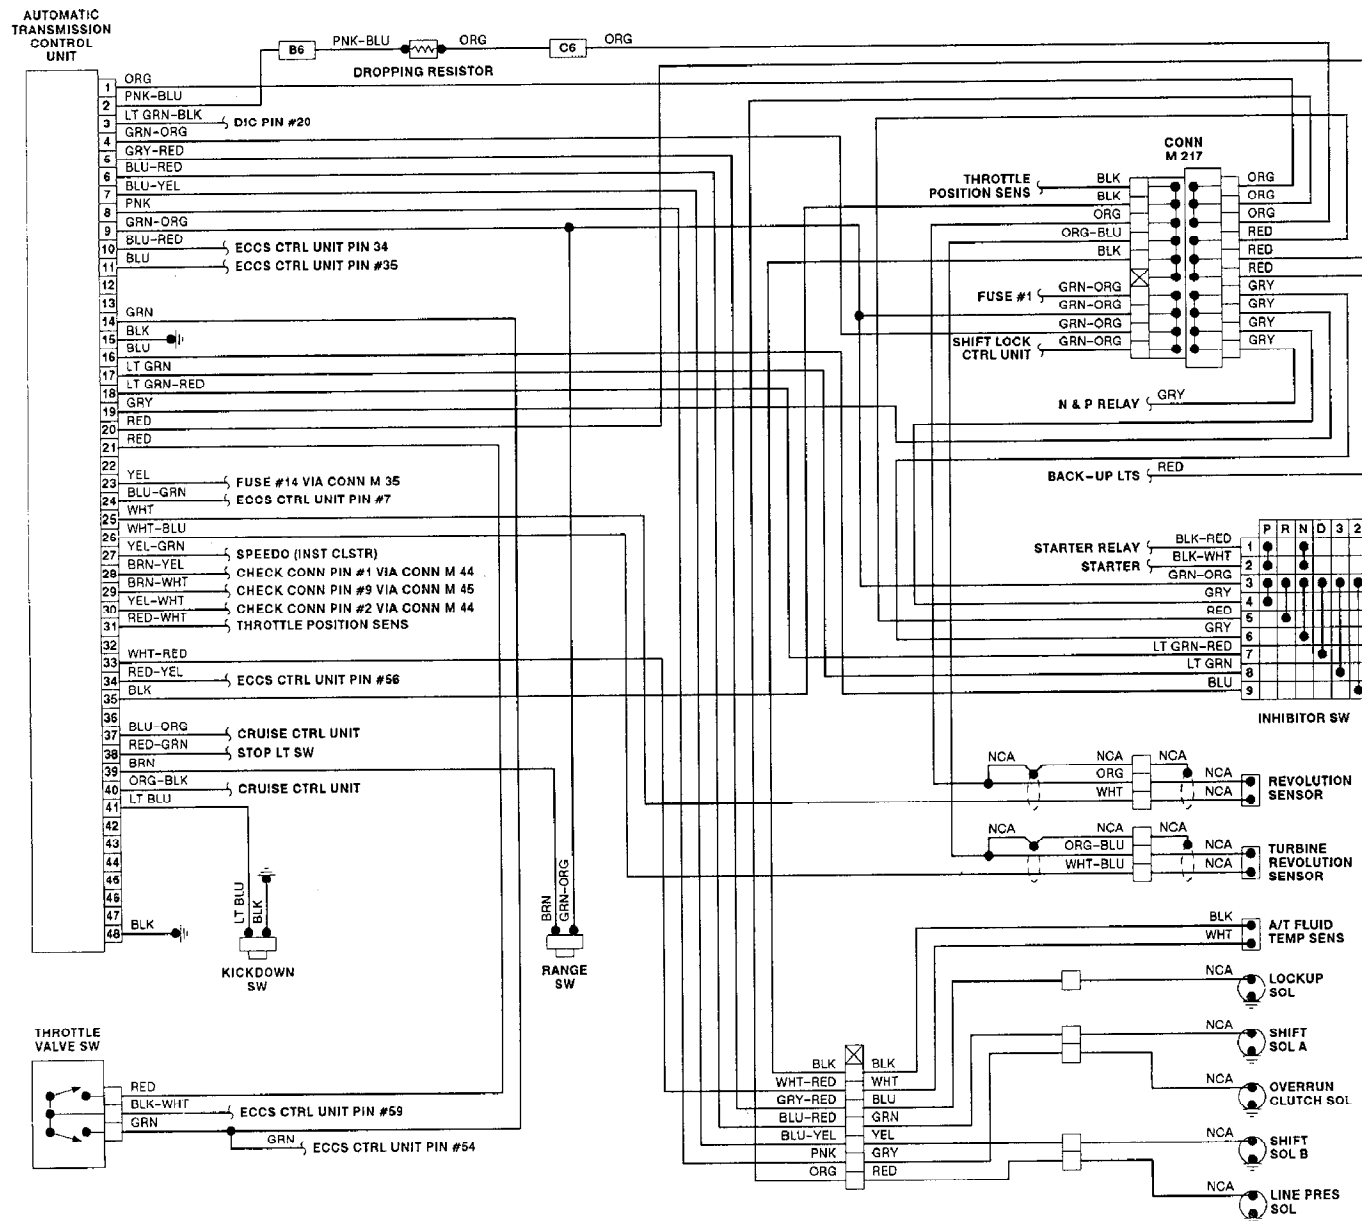 AUTOMATIC
TRANSMISSION
CONTROL
UNIT
B6
PNK-BLU
ORG
C6
ORG
DROPPING RESISTOR
1 ORG
2 PNK-BLU
3 LT GRN-BLK DIC PIN #20
4 GRN-ORG
5 GRY-RED
6 BLU-RED
7 BLU-YEL
8 PNK
9 GRN-ORG
10 BLU-RED ECCS CTRL UNIT PIN 34
11 BLU ECCS CTRL UNIT PIN #35
12
13
14 GRN
15 BLK
16 BLU
17 LT GRN
18 LT GRN-RED
19 GRY
20 RED
21 RED
22
23 YEL FUSE #14 VIA CONN M 35
24 BLU-GRN ECCS CTRL UNIT PIN #7
25 WHT
26 WHT-BLU
27 YEL-GRN SPEEDO (INST CLSTR)
28 BRN-YEL CHECK CONN PIN #1 VIA CONN M 44
29 BRN-WHT CHECK CONN PIN #9 VIA CONN M 45
30 YEL-WHT CHECK CONN PIN #2 VIA CONN M 44
31 RED-WHT THROTTLE POSITION SENS
32
33 WHT-RED
34 RED-YEL ECCS CTRL UNIT PIN #56
35 BLK
36
37 BLU-ORG CRUISE CTRL UNIT
38 RED-GRN STOP LT SW
39 BRN
40 ORG-BLK CRUISE CTRL UNIT
41 LT BLU
42
43
44
45
46
47
48 BLK
LT BLU
BLK
KICKDOWN
SW
BRN
GRN-ORG
RANGE
SW
THROTTLE
VALVE SW
RED
BLK-WHT ECCS CTRL UNIT PIN #59
GRN
GRN ECCS CTRL UNIT PIN #54
CONN
M 217
THROTTLE
POSITION SENS
BLK ORG
BLK ORG
ORG ORG
ORG-BLU RED
BLK RED
RED
FUSE #1 GRN-ORG GRY
GRN-ORG GRY
GRN-ORG GRY
SHIFT LOCK
CTRL UNIT
GRN-ORG GRY
N & P RELAY GRY
BACK-UP LTS RED
P R N D 3 2
STARTER RELAY BLK-RED 1
STARTER BLK-WHT 2
GRN-ORG 3
GRY 4
RED 5
GRY 6
LT GRN-RED 7
LT GRN 8
BLU 9
INHIBITOR SW
NCA NCA NCA
ORG NCA
WHT NCA
REVOLUTION
SENSOR
NCA NCA NCA
ORG-BLU NCA
WHT-BLU NCA
TURBINE
REVOLUTION
SENSOR
BLK
WHT
A/T FLUID
TEMP SENS
NCA
LOCKUP
SOL
NCA
SHIFT
SOL A
NCA
OVERRUN
CLUTCH SOL
NCA
SHIFT
SOL B
NCA
LINE PRES
SOL
BLK BLK
WHT-RED WHT
GRY-RED BLU
BLU-RED GRN
BLU-YEL YEL
PNK GRY
ORG RED